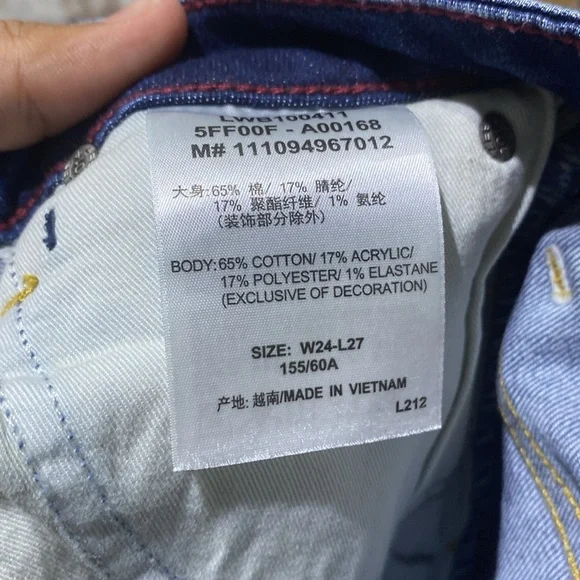 LWB100411
5FF00F - A00168
M# 111094967012
大身:65% 棉/ 17% 腈纶/
17% 聚酯纤维/ 1% 氨纶
(装饰部分除外)
BODY:65% COTTON/ 17% ACRYLIC/
17% POLYESTER/ 1% ELASTANE
(EXCLUSIVE OF DECORATION)
SIZE: W24-L27
155/60A
产地: 越南/MADE IN VIETNAM
L212